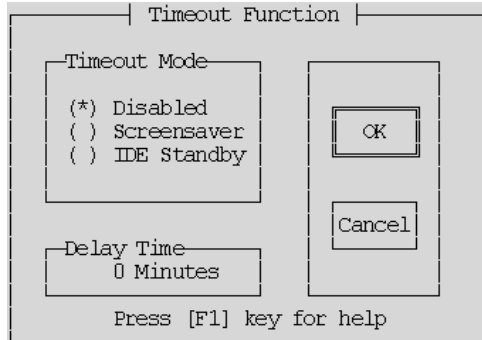 Timeout Function
Timeout Mode
(*) Disabled
( ) Screensaver
( ) IDE Standby
OK
Cancel
Delay Time
0 Minutes
Press [F1] key for help